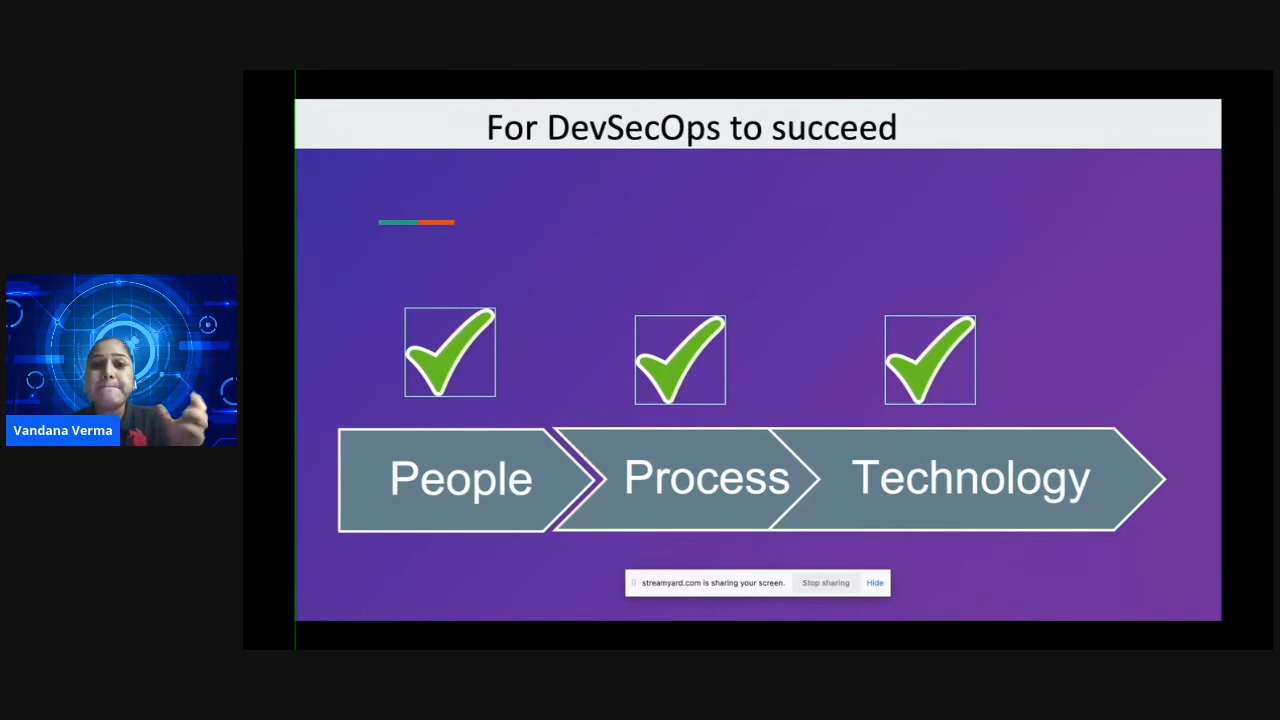 For DevSecOps to succeed
People
Process
Technology
Vandana Verma
streamyard.com is sharing your screen.
Stop sharing
Hide